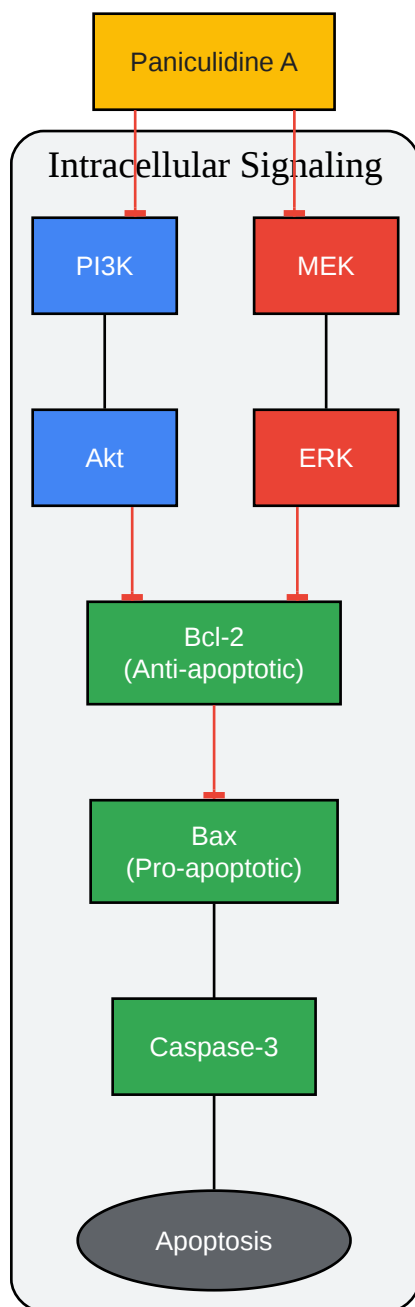 Paniculidine A
Intracellular Signaling
PI3K
MEK
Akt
ERK
Bcl-2
(Anti-apoptotic)
Bax
(Pro-apoptotic)
Caspase-3
Apoptosis